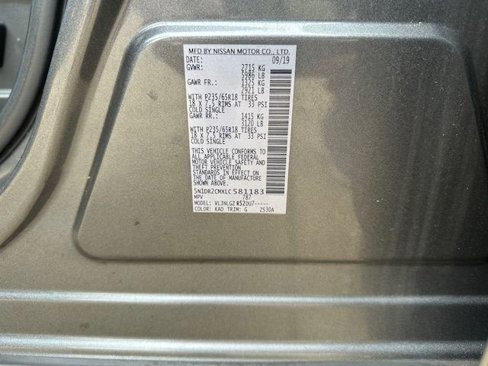 MFD BY NISSAN MOTOR CO., LTD.
DATE: 09/19
GVWR: 2715 KG
5986 LB
GAWR FR.: 1325 KG
2921 LB
WITH P235/65R18 TIRES
18 X 7.5 RIMS AT 33 PSI
COLD SINGLE
GAWR RR.: 1415 KG
3120 LB
WITH P235/65R18 TIRES
18 X 7.5 RIMS AT 33 PSI
COLD SINGLE
THIS VEHICLE CONFORMS TO
ALL APPLICABLE FEDERAL
MOTOR VEHICLE SAFETY AND
THEFT PREVENTION
STANDARDS IN EFFECT ON
THE DATE OF MANUFACTURE
SHOWN ABOVE.
5N1DR2CMXLC581183
MPV 787
COLOR: KAD TRIM: G 2530A